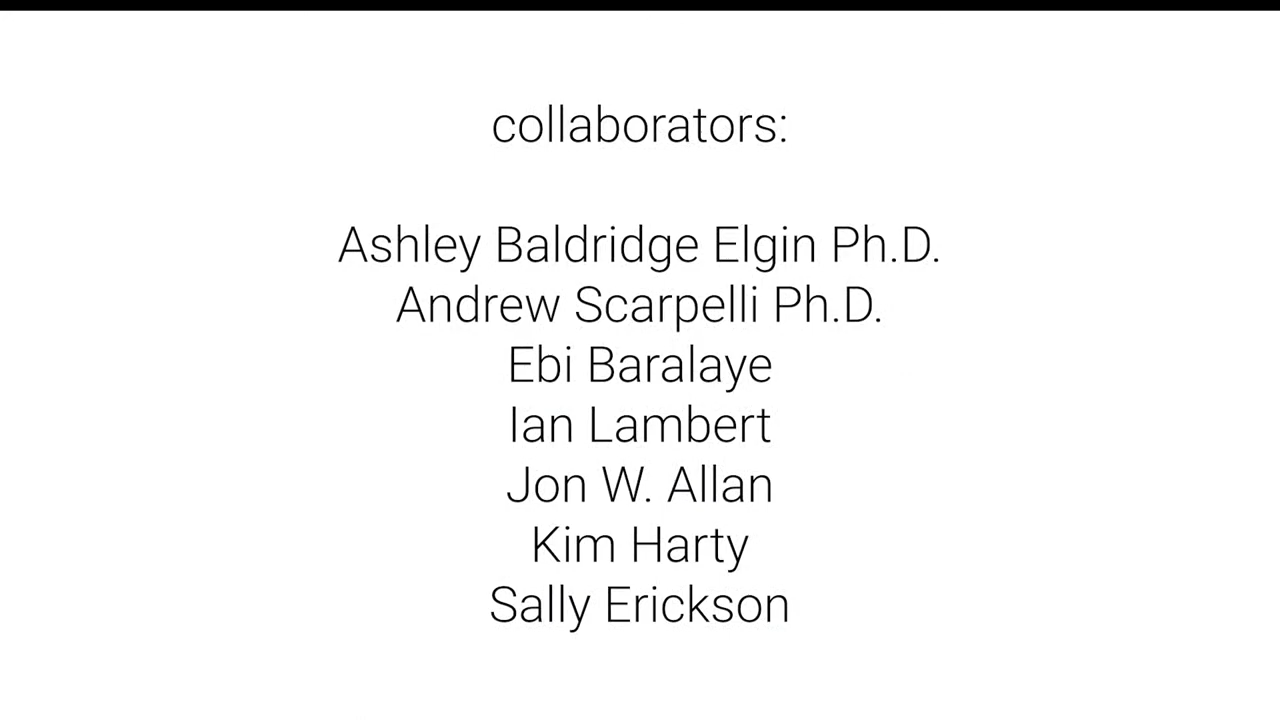 collaborators:
Ashley Baldridge Elgin Ph.D.
Andrew Scarpelli Ph.D.
Ebi Baralaye
Ian Lambert
Jon W. Allan
Kim Harty
Sally Erickson